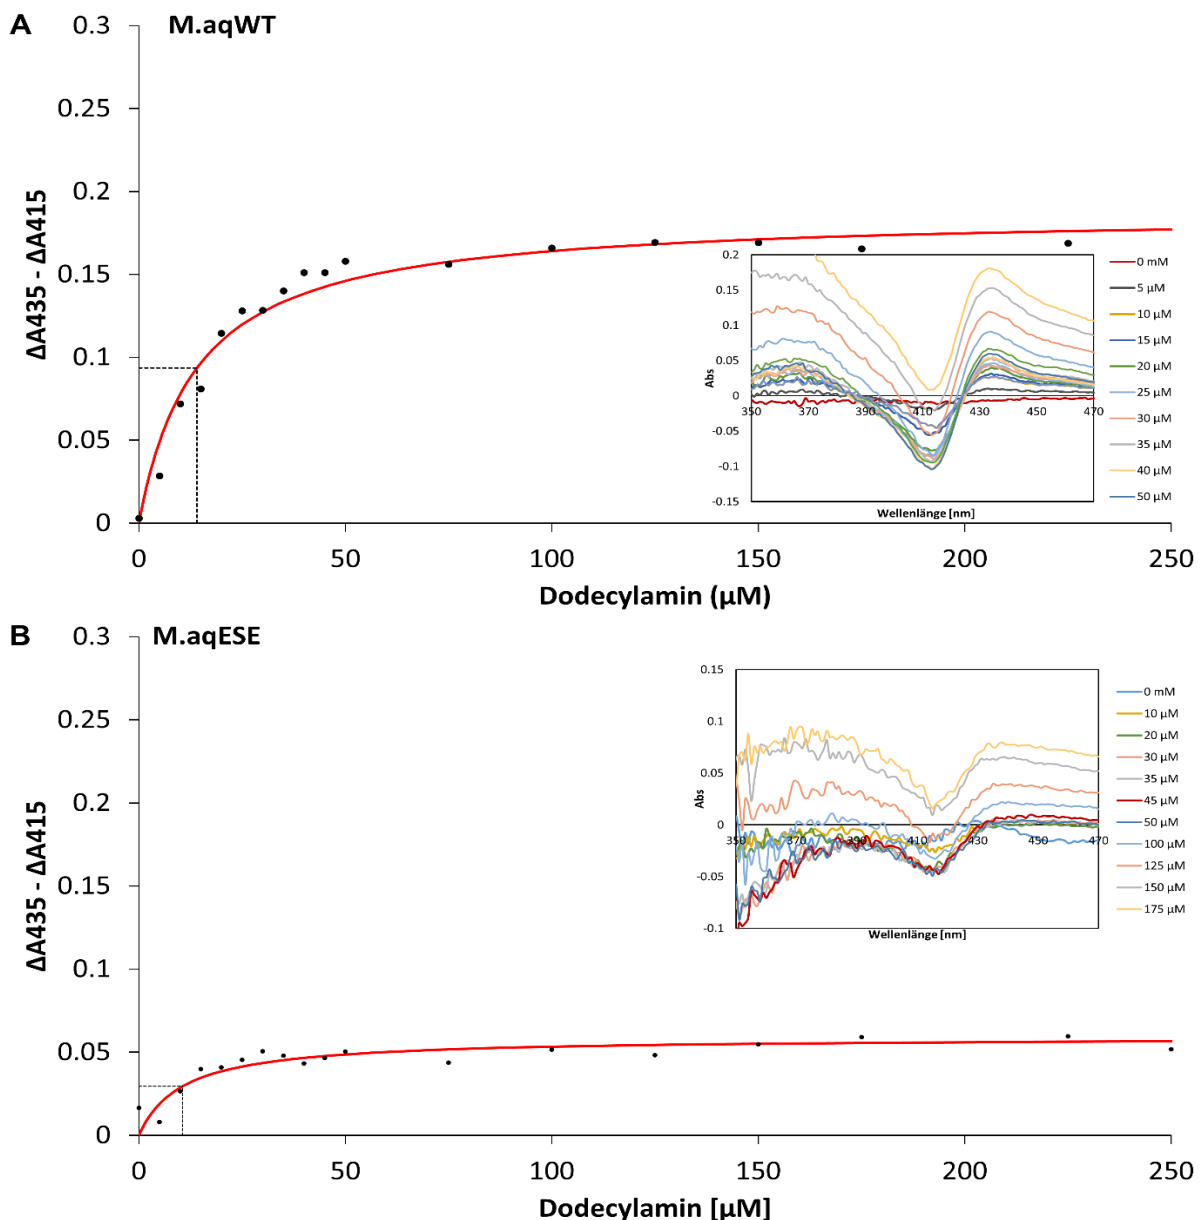 A
M.aqWT
0.3
0.25
0.2
0.15
0.1
0.05
0
ΔA435 - ΔA415
0 50 100 150 200 250
Dodecylamin (µM)
0.2
0.15
0.1
0.05
0
-0.05
-0.1
-0.15
Abs
350 370 390 410 430 450 470
Wellenlänge [nm]
0 mM
5 µM
10 µM
15 µM
20 µM
25 µM
30 µM
35 µM
40 µM
50 µM
B
M.aqESE
0.3
0.25
0.2
0.15
0.1
0.05
0
ΔA435 - ΔA415
0 50 100 150 200 250
Dodecylamin [µM]
0.15
0.1
0.05
0
-0.05
-0.1
Abs
350 370 390 410 430 450 470
Wellenlänge [nm]
0 mM
10 µM
20 µM
30 µM
35 µM
45 µM
50 µM
100 µM
125 µM
150 µM
175 µM